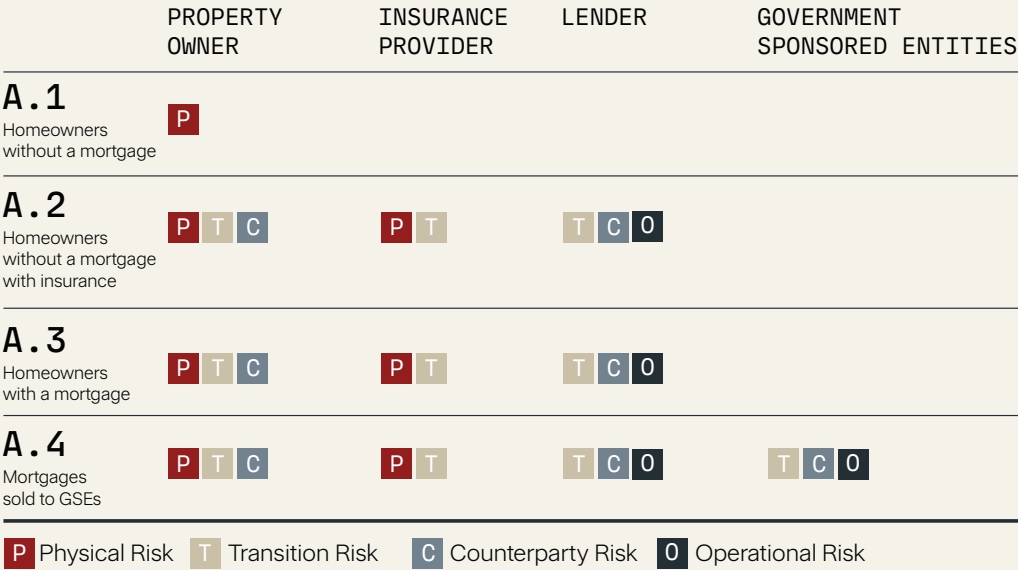 PROPERTY OWNER
INSURANCE PROVIDER
LENDER
GOVERNMENT SPONSORED ENTITIES
A.1
Homeowners
without a mortgage
P
A.2
Homeowners
without a mortgage
with insurance
P T C
P T
T C O
A.3
Homeowners
with a mortgage
P T C
P T
T C O
A.4
Mortgages
sold to GSEs
P T C
P T
T C O
T C O
P Physical Risk T Transition Risk C Counterparty Risk O Operational Risk